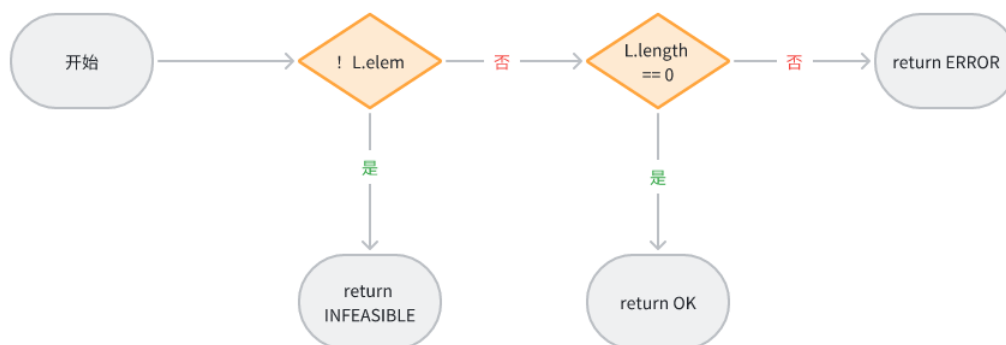 开始
！L.elem
否
L.length
== 0
否
return ERROR
是
是
return
INFEASIBLE
return OK